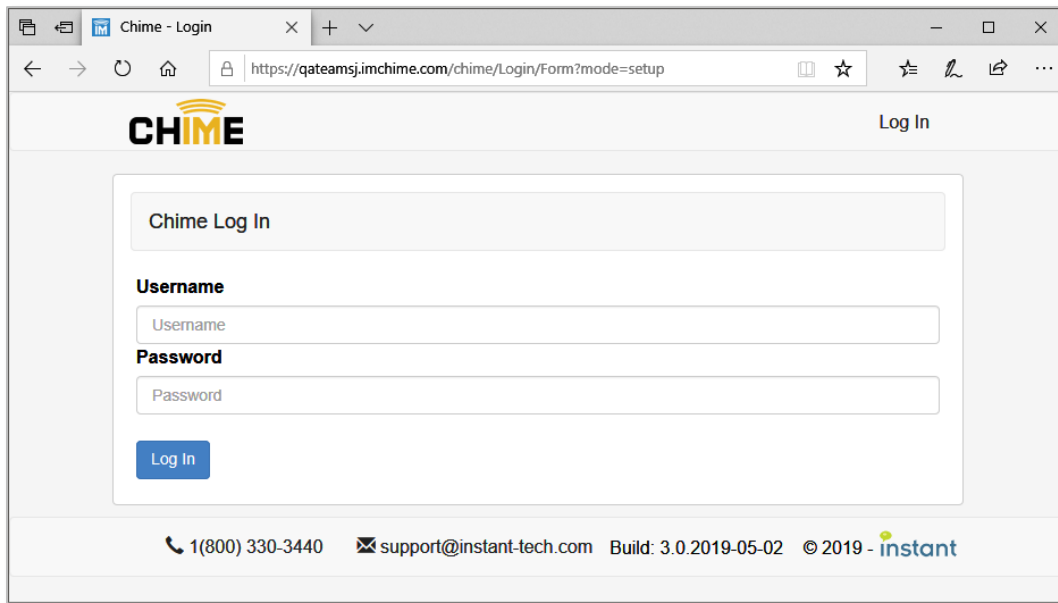 Chime - Login
https://qateamsj.imchime.com/chime/Login/Form?mode=setup
CHIME
Log In
Chime Log In
Username
Username
Password
Password
Log In
1(800) 330-3440 support@instant-tech.com Build: 3.0.2019-05-02 © 2019 - instant